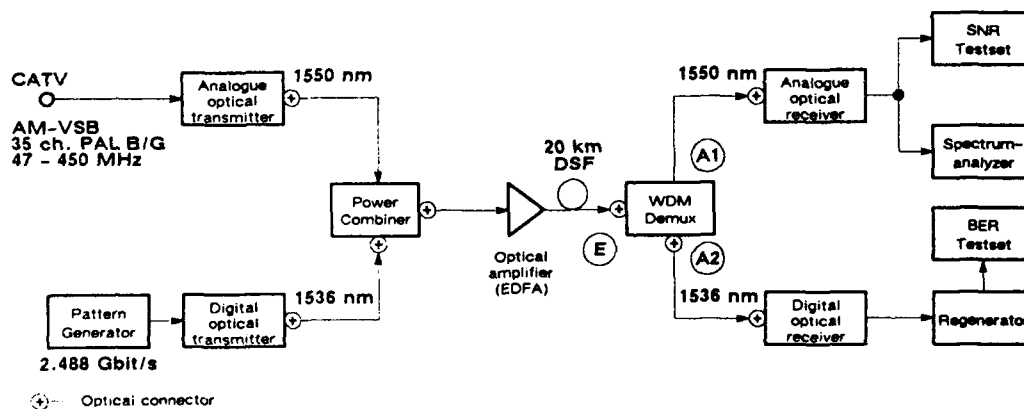 CATV
AM-VSB
35 ch. PAL B/G
47 - 450 MHz
Analogue
optical
transmitter
1550 nm
Pattern
Generator
2.488 Gbit/s
Digital
optical
transmitter
1536 nm
Power
Combiner
Optical
amplifier
(EDFA)
20 km
DSF
E
WDM
Demux
A1
A2
1550 nm
Analogue
optical
receiver
SNR
Testset
Spectrum-
analyzer
1536 nm
Digital
optical
receiver
Regenerator
BER
Testset
Optical connector